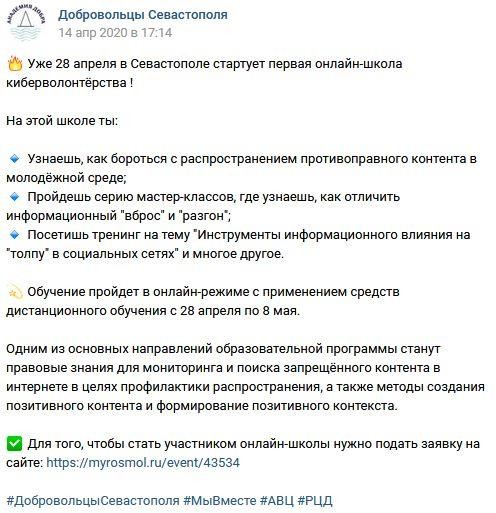 АКАДЕМИЯ ДОБРА
Добровольцы Севастополя
14 апр 2020 в 17:14
🔥 Уже 28 апреля в Севастополе стартует первая онлайн-школа
киберволонтёрства !
На этой школе ты:
🔹 Узнаешь, как бороться с распространением противоправного контента в
молодёжной среде;
🔹 Пройдешь серию мастер-классов, где узнаешь, как отличить
информационный "вброс" и "разгон";
🔹 Посетишь тренинг на тему "Инструменты информационного влияния на
"толпу" в социальных сетях" и многое другое.
💫 Обучение пройдет в онлайн-режиме с применением средств
дистанционного обучения с 28 апреля по 8 мая.
Одним из основных направлений образовательной программы станут
правовые знания для мониторинга и поиска запрещённого контента в
интернете в целях профилактики распространения, а также методы создания
позитивного контента и формирование позитивного контекста.
✅ Для того, чтобы стать участником онлайн-школы нужно подать заявку на
сайте: https://myrosmol.ru/event/43534
#ДобровольцыСевастополя #МыВместе #АВЦ #РЦД